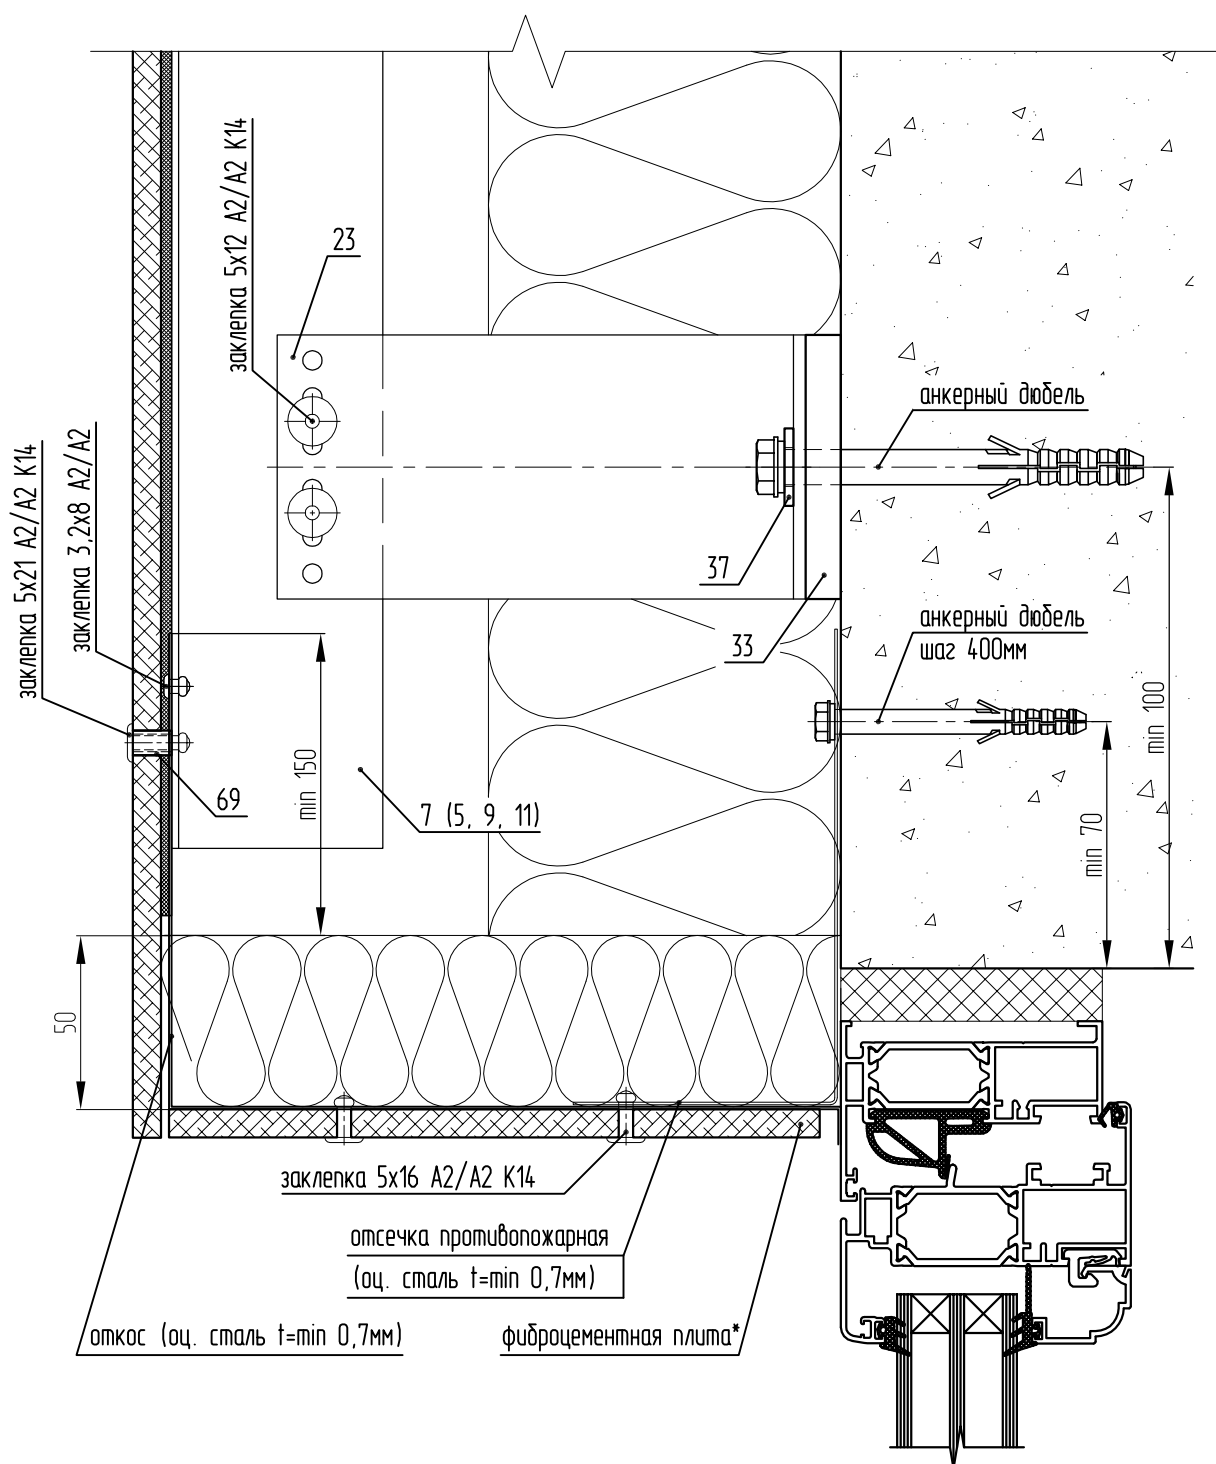 заклепка 5х12 А2/А2 К14
23
анкерный дюбель
заклепка 5х21 А2/А2 К14
заклепка 3,2х8 А2/А2
37
33
анкерный дюбель
шаг 400мм
min 100
min 150
69
7 (5, 9, 11)
min 70
50
заклепка 5х16 А2/А2 К14
отсечка противопожарная
(оц. сталь t=min 0,7мм)
откос (оц. сталь t=min 0,7мм)
фиброцементная плита*